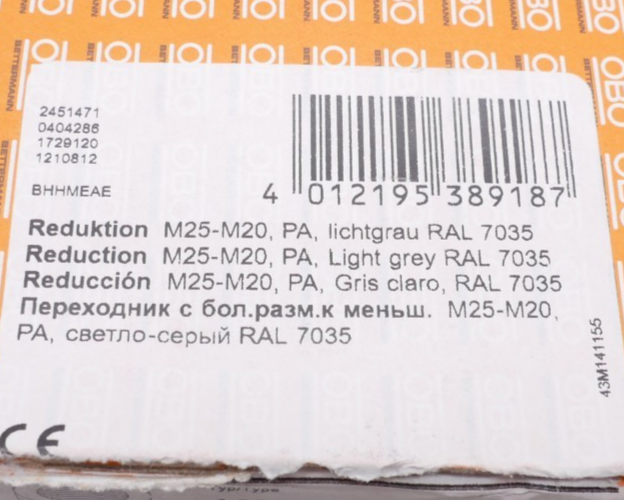 OBO
BETTERMANN
2451471
0404286
1729120
1210812
BHHMEAE
4 012195 389187
Reduktion M25-M20, PA, lichtgrau RAL 7035
Reduction M25-M20, PA, Light grey RAL 7035
Reducción M25-M20, PA, Gris claro, RAL 7035
Переходник с бол.разм.к меньш. M25-M20,
PA, светло-серый RAL 7035
43M141155
CE